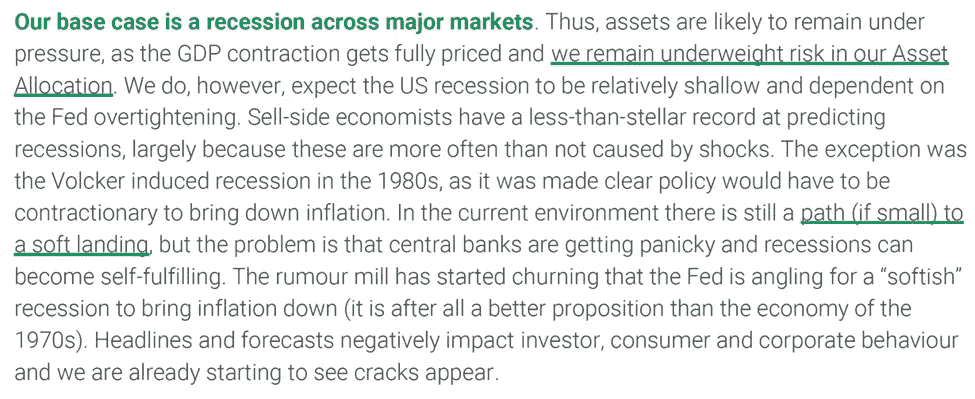 Our base case is a recession across major markets. Thus, assets are likely to remain under
pressure, as the GDP contraction gets fully priced and we remain underweight risk in our Asset
Allocation. We do, however, expect the US recession to be relatively shallow and dependent on
the Fed overtightening. Sell-side economists have a less-than-stellar record at predicting
recessions, largely because these are more often than not caused by shocks. The exception was
the Volcker induced recession in the 1980s, as it was made clear policy would have to be
contractionary to bring down inflation. In the current environment there is still a path (if small) to
a soft landing, but the problem is that central banks are getting panicky and recessions can
become self-fulfilling. The rumour mill has started churning that the Fed is angling for a “softish”
recession to bring inflation down (it is after all a better proposition than the economy of the
1970s). Headlines and forecasts negatively impact investor, consumer and corporate behaviour
and we are already starting to see cracks appear.